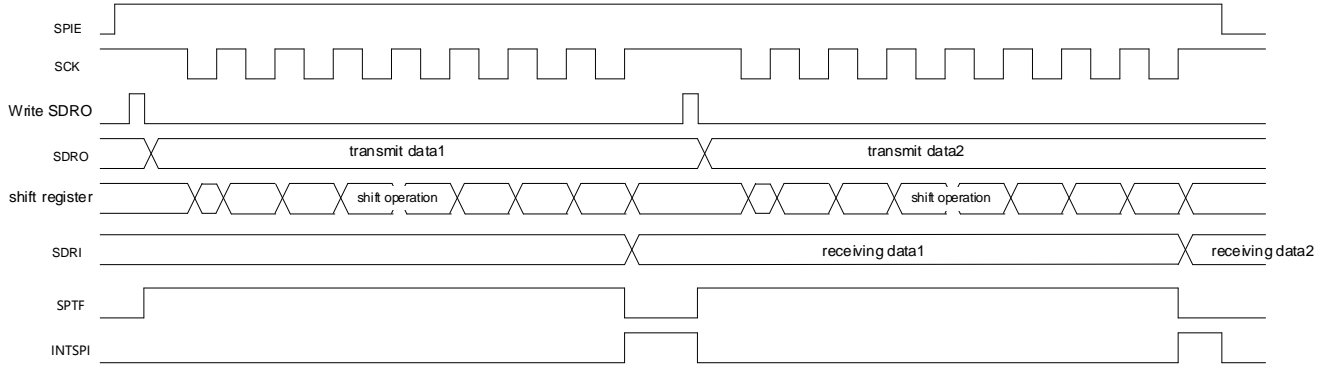 SPIE
SCK
Write SDRO
SDRO transmit data1 transmit data2
shift register shift operation shift operation
SDRI receiving data1 receiving data2
SPTF
INTSPI